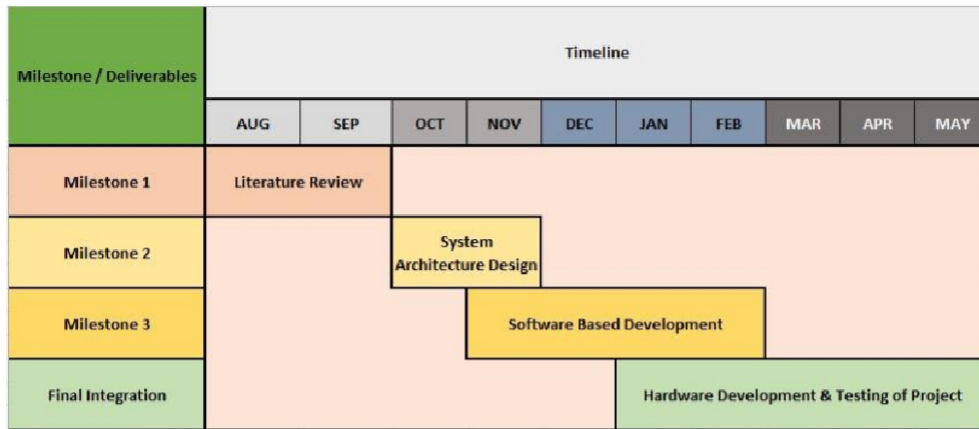 Milestone / Deliverables
Timeline
AUG SEP OCT NOV DEC JAN FEB MAR APR MAY
Milestone 1
Literature Review
Milestone 2
System
Architecture Design
Milestone 3
Software Based Development
Final Integration
Hardware Development & Testing of Project